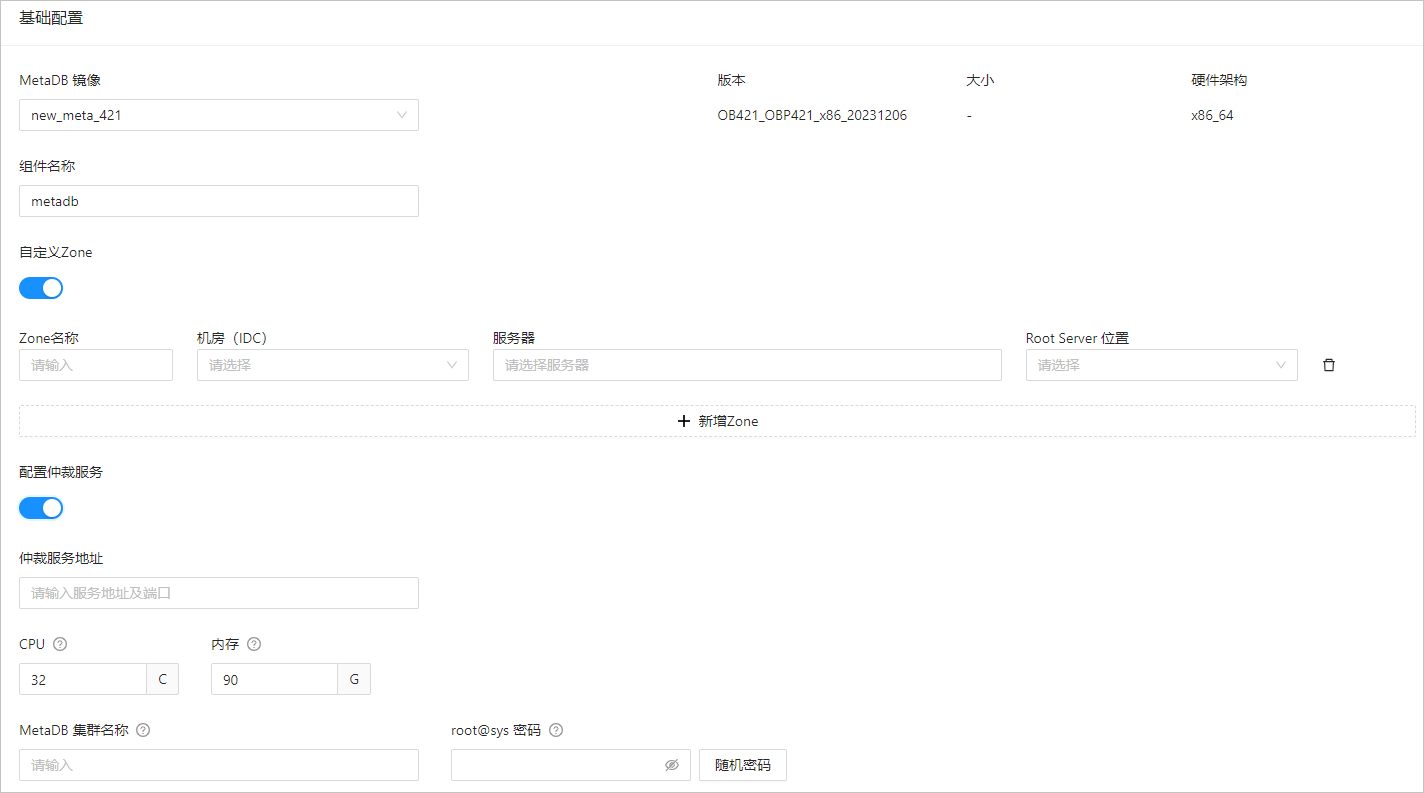 基础配置
MetaDB 镜像 版本 大小 硬件架构
new_meta_421 OB421_OBP421_x86_20231206 - x86_64
组件名称
metadb
自定义Zone
Zone名称 机房（IDC） 服务器 Root Server 位置
请输入 请选择 请选择服务器 请选择
新增Zone
配置仲裁服务
仲裁服务地址
请输入服务地址及端口
CPU 内存
32 C 90 G
MetaDB 集群名称 root@sys 密码
请输入 随机密码